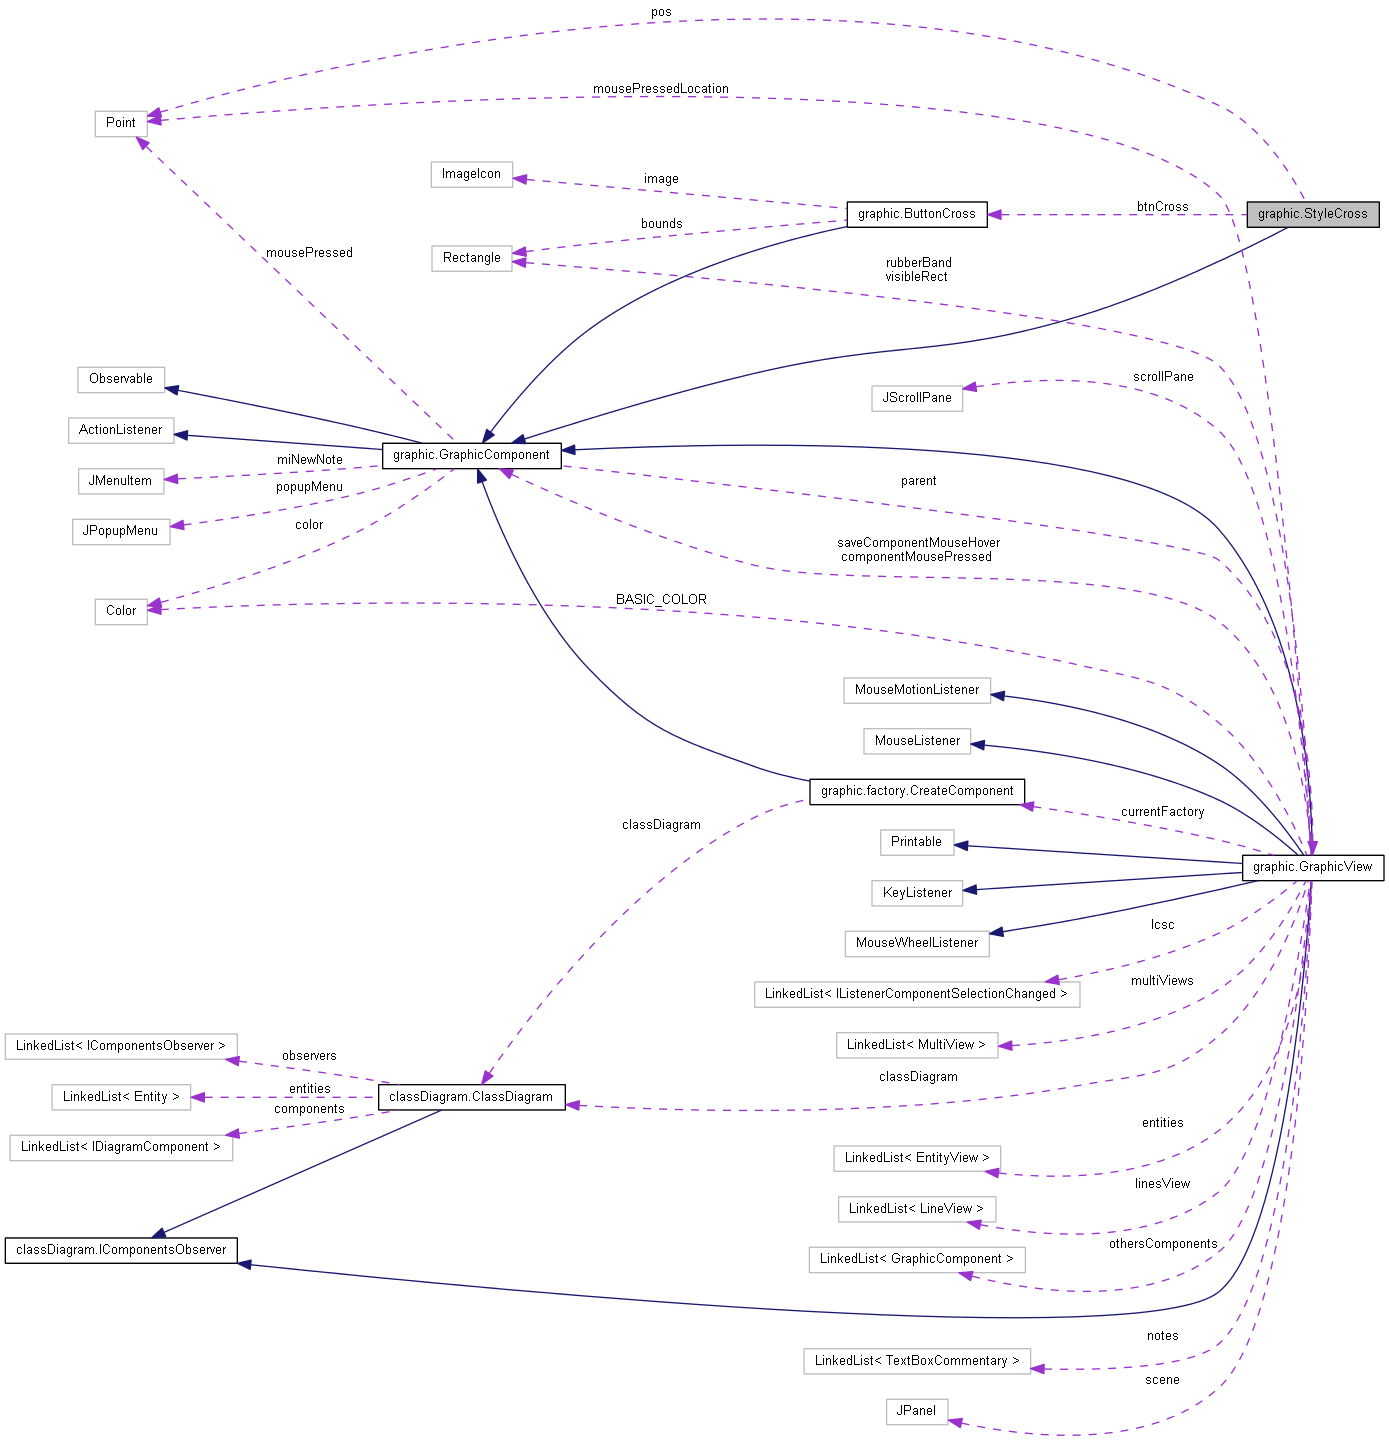 pos
mousePressedLocation
Point
ImageIcon
image
graphic.ButtonCross
btnCross
graphic.StyleCross
bounds
mousePressed
Rectangle
rubberBand
visibleRect
Observable
scrollPane
JScrollPane
ActionListener
graphic.GraphicComponent
miNewNote
JMenuItem
parent
popupMenu
JPopupMenu
color
saveComponentMouseHover
componentMousePressed
Color
BASIC_COLOR
MouseMotionListener
MouseListener
graphic.factory.CreateComponent
currentFactory
classDiagram
Printable
graphic.GraphicView
KeyListener
lcsc
MouseWheelListener
multiViews
LinkedList< IListenerComponentSelectionChanged >
LinkedList< IComponentsObserver >
observers
LinkedList< MultiView >
classDiagram
entities
LinkedList< Entity >
classDiagram.ClassDiagram
components
entities
LinkedList< IDiagramComponent >
LinkedList< EntityView >
linesView
LinkedList< LineView >
othersComponents
classDiagram.IComponentsObserver
LinkedList< GraphicComponent >
notes
LinkedList< TextBoxCommentary >
scene
JPanel